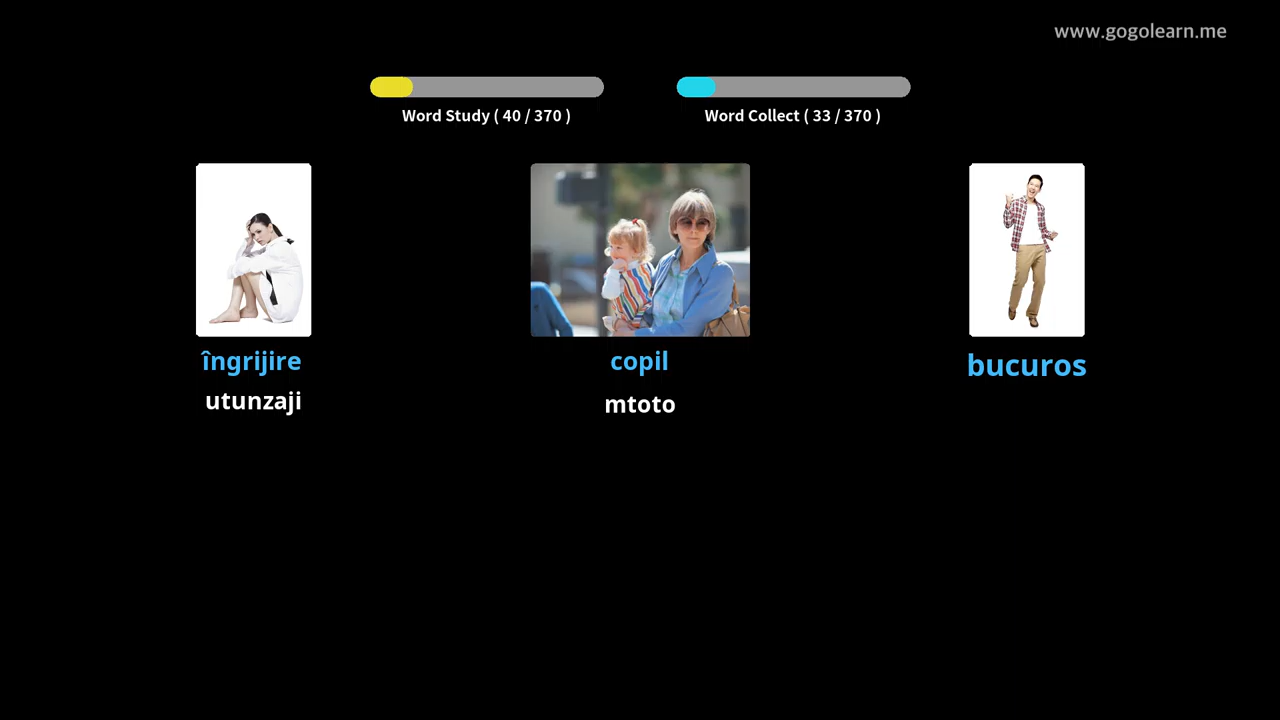 www.gogolearn.me
Word Study ( 40 / 370 )
Word Collect ( 33 / 370 )
îngrijire
utunzaji
copil
mtoto
bucuros